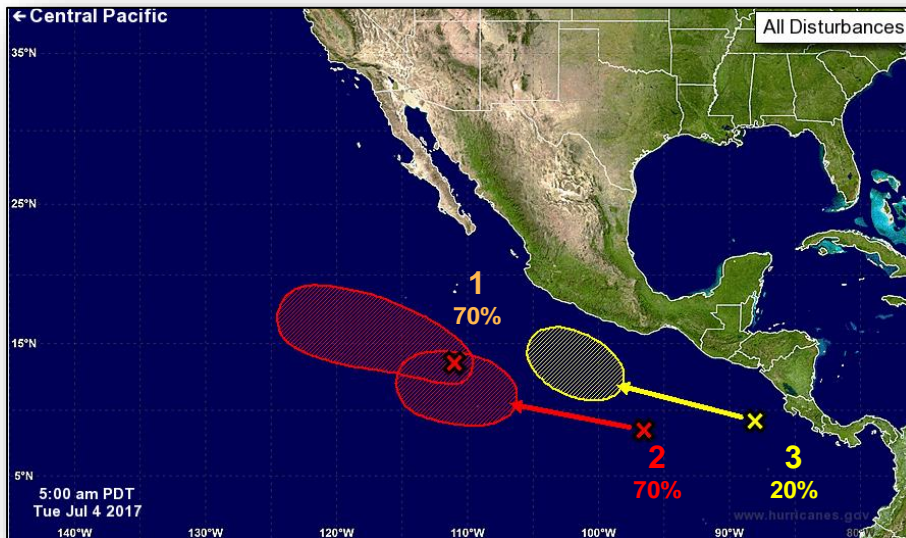 ←Central Pacific
All Disturbances
35°N
25°N
1
70%
15°N
2
70%
3
20%
5°N
5:00 am PDT
Tue Jul 4 2017
www.hurricanes.gov
140°W 130°W 120°W 110°W 100°W 90°W 80°W